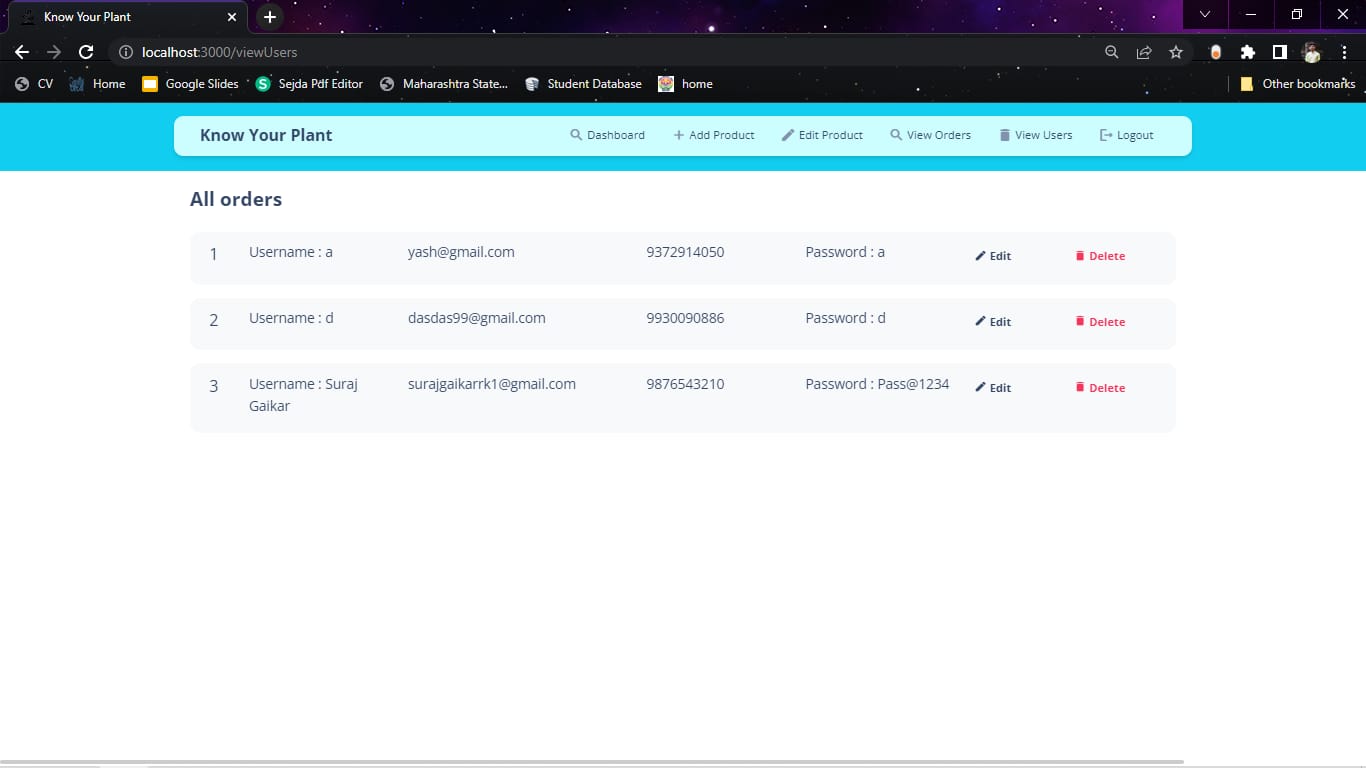 Know Your Plant
localhost:3000/viewUsers
CV Home Google Slides Sejda Pdf Editor Maharashtra State... Student Database home Other bookmarks
Know Your Plant Dashboard Add Product Edit Product View Orders View Users Logout
All orders
1 Username : a yash@gmail.com 9372914050 Password : a Edit Delete
2 Username : d dasdas99@gmail.com 9930090886 Password : d Edit Delete
3 Username : Suraj surajgaikarrk1@gmail.com 9876543210 Password : Pass@1234 Edit Delete
Gaikar